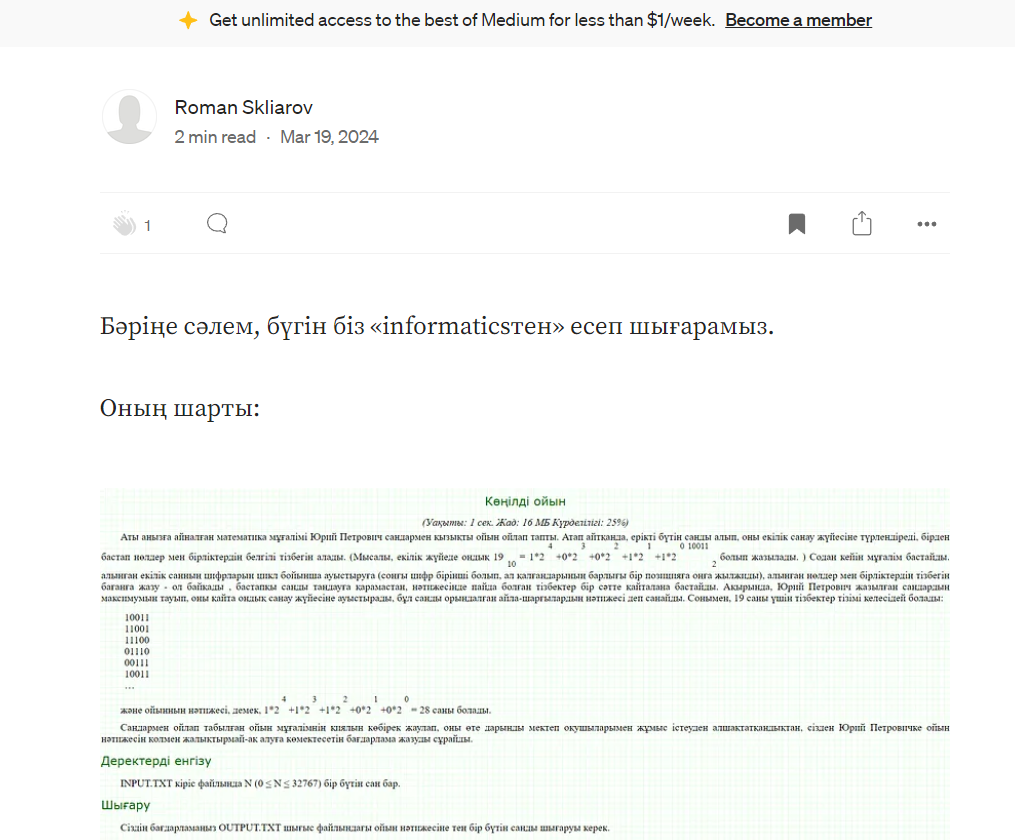 Get unlimited access to the best of Medium for less than $1/week. Become a member
Roman Skliarov
2 min read · Mar 19, 2024
1
Бәріңе сәлем, бүгін біз «informaticsтен» есеп шығарамыз.
Оның шарты:
Көңілді ойын
(Уақыты: 1 сек. Жад: 16 МБ Күрделілігі: 25%)
Аты аңызға айналған математика мұғалімі Юрий Петрович сандармен қызықты ойын ойлап тапты. Атап айтқанда, ерікті бүтін санды алып, оны екілік санау жүйесіне түрлендіреді, бірден
4 3 2 1 0 10011
бастап нөлдер мен бірліктердің белгілі тізбегін алады. (Мысалы, екілік жүйеде ондық 19 = 1*2 +0*2 +0*2 +1*2 +1*2 болып жазылады. ) Содан кейін мұғалім бастайды.
10 2
алынған екілік санның цифрларын цикл бойынша ауыстыруға (соңғы цифр бірінші болып, ал қалғандарының барлығы бір позицияға оңға жылжиды), алынған нөлдер мен бірліктердің тізбегін
бағанға жазу - ол байқады , бастапқы санды таңдауға қарамастан, нәтижесінде пайда болған тізбектер бір сәтте қайталана бастайды. Ақырында, Юрий Петрович жазылған сандардың
максимумын тауып, оны қайта ондық санау жүйесіне ауыстырады, бұл санды орындалған айла-шарғылардың нәтижесі деп санайды. Сонымен, 19 саны үшін тізбектер тізімі келесідей болады:
10011
11001
11100
01110
00111
10011
...
4 3 2 1 0
және ойынның нәтижесі, демек, 1*2 +1*2 +1*2 +0*2 +0*2 = 28 саны болады.
Сандармен ойлап табылған ойын мұғалімнің қиялын көбірек жаулап, оны өте дарынды мектеп оқушыларымен жұмыс істеуден алшақтатқандықтан, сізден Юрий Петровичке ойын
нәтижесін қолмен жалықтырмай-ақ алуға көмектесетін бағдарлама жазуды сұрайды.
Деректерді енгізу
INPUT.TXT кіріс файлында N (0 ≤ N ≤ 32767) бір бүтін сан бар.
Шығару
Сіздің бағдарламаңыз OUTPUT.TXT шығыс файлындағы ойын нәтижесіне тең бір бүтін санды шығаруы керек.